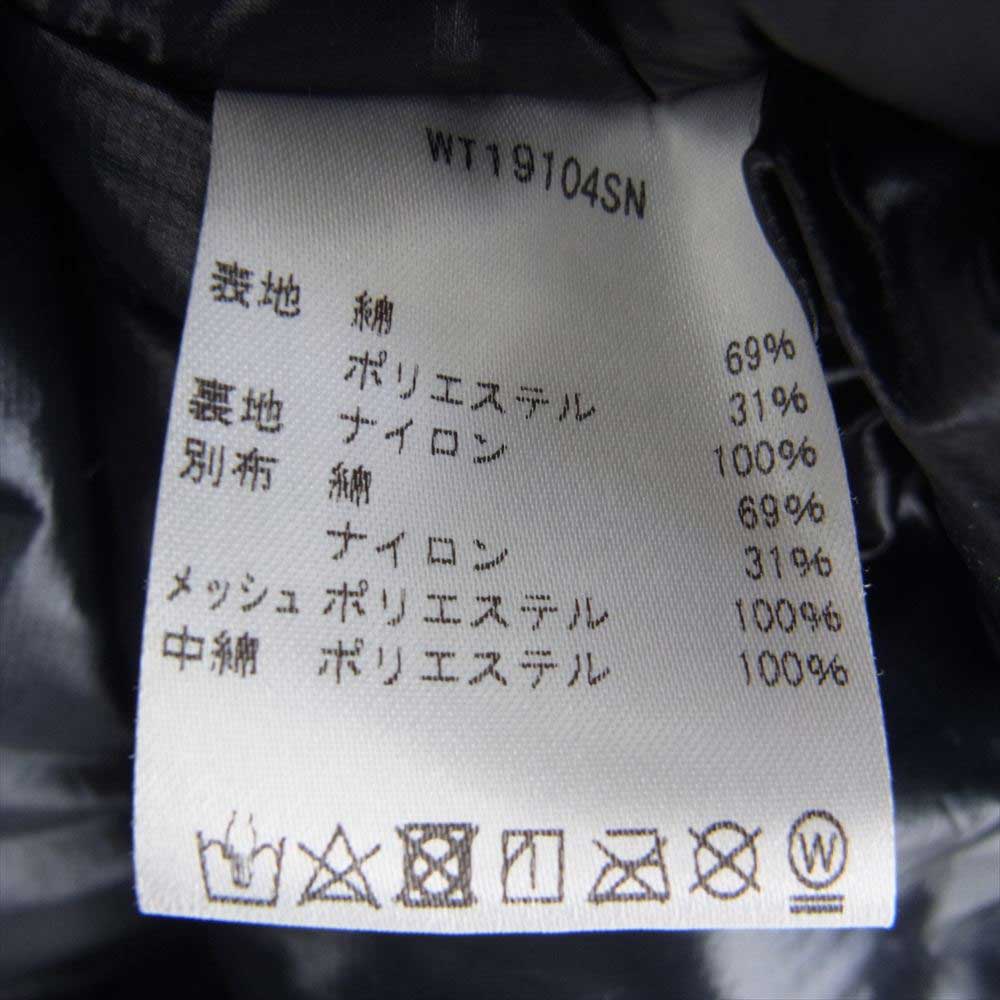 WT19104SN
表地 綿 69%
ポリエステル 31%
裏地 ナイロン 100%
別布 綿 69%
ナイロン 31%
メッシュ ポリエステル 100%
中綿 ポリエステル 100%
W